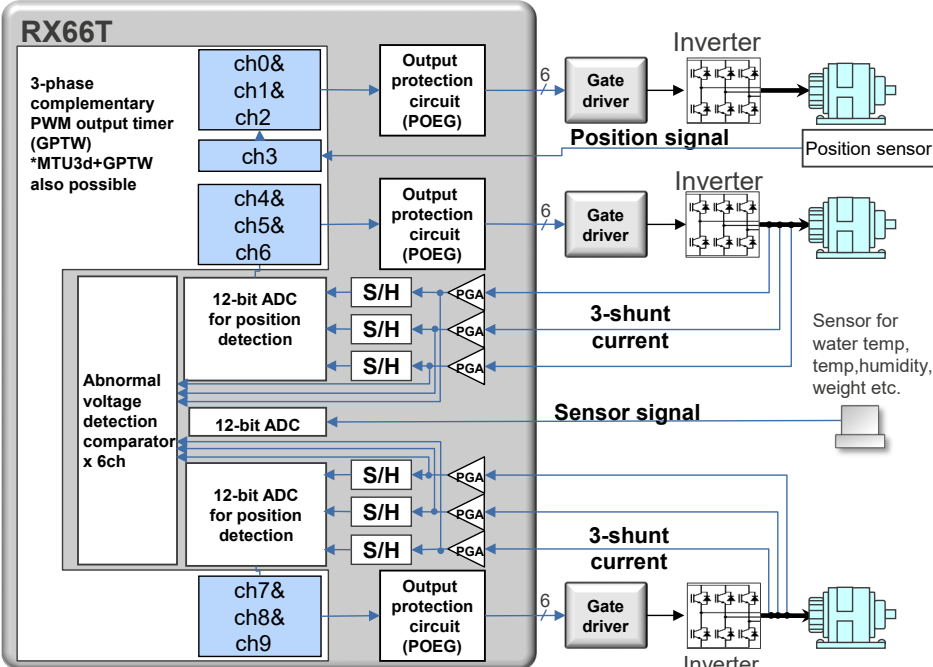 RX66T
3-phase
complementary
PWM output timer
(GPTW)
*MTU3d+GPTW
also possible
ch0&
ch1&
ch2
ch3
Output
protection
circuit
(POEG)
6
Gate
driver
Inverter
Position signal
Position sensor
ch4&
ch5&
ch6
Output
protection
circuit
(POEG)
6
Gate
driver
Inverter
12-bit ADC
for position
detection
S/H
PGA
S/H
PGA
S/H
PGA
3-shunt
current
Sensor for
water temp,
temp,humidity,
weight etc.
Abnormal
voltage
detection
comparator
x 6ch
12-bit ADC
Sensor signal
12-bit ADC
for position
detection
S/H
PGA
S/H
PGA
S/H
PGA
3-shunt
current
ch7&
ch8&
ch9
Output
protection
circuit
(POEG)
6
Gate
driver
Inverter